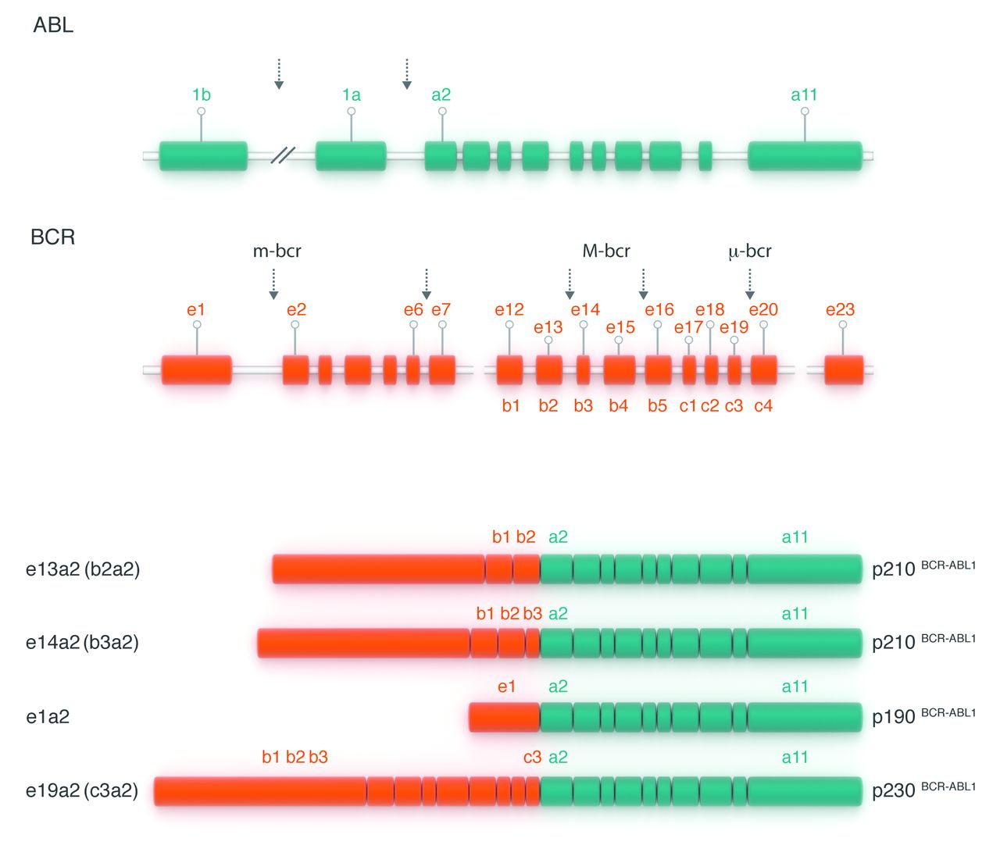 ABL
1b 1a a2 a11
BCR
m-bcr M-bcr µ-bcr
e1 e2 e6 e7 e12 e14 e16 e18 e20 e23
e13 e15 e17 e19
b1 b2 b3 b4 b5 c1 c2 c3 c4
b1 b2 a2 a11
e13a2 (b2a2) p210 BCR-ABL1
b1 b2 b3 a2 a11
e14a2 (b3a2) p210 BCR-ABL1
e1 a2 a11
e1a2 p190 BCR-ABL1
b1 b2 b3 c3 a2 a11
e19a2 (c3a2) p230 BCR-ABL1